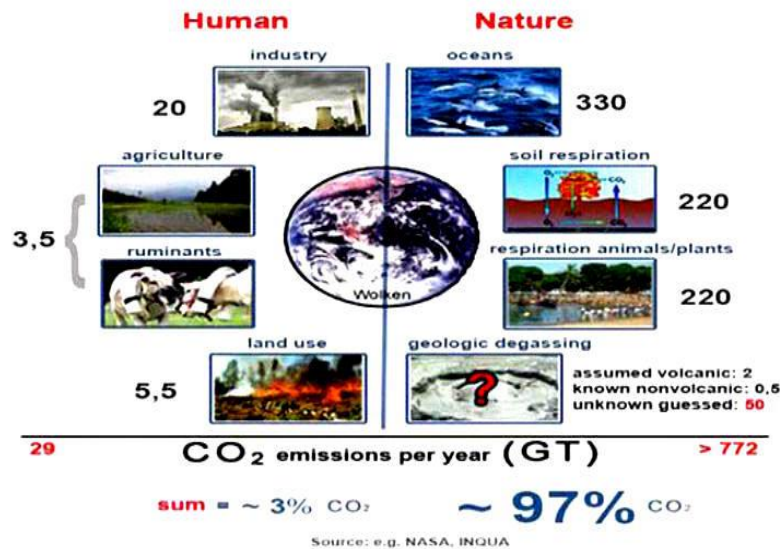 Human
Nature
industry
20
oceans
330
agriculture
soil respiration
220
3,5
ruminants
respiration animals/plants
220
Wolken
land use
5,5
geologic degassing
?
assumed volcanic: 2
known nonvolcanic: 0,5
unknown guessed: 50
29
CO₂ emissions per year (GT)
> 772
sum = ~ 3% CO₂
~ 97% CO₂
Source: e.g. NASA, INQUA